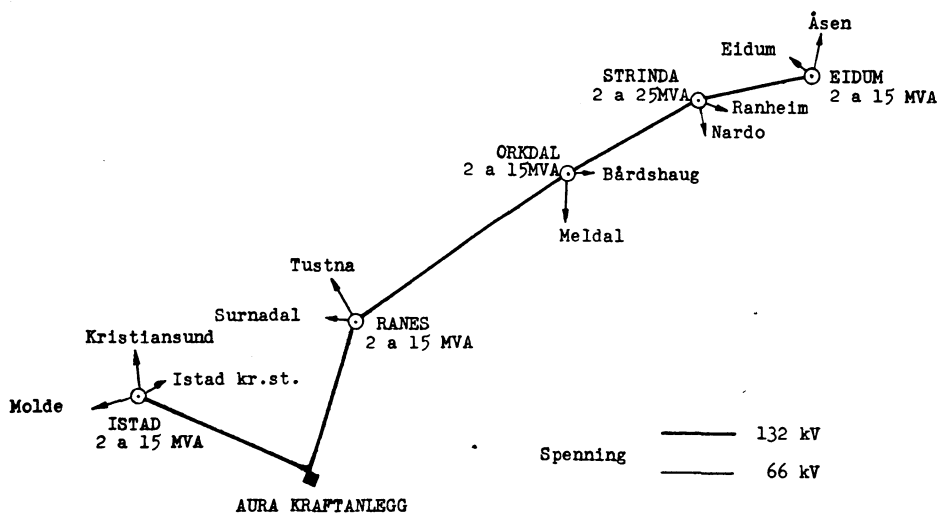 Åsen
Eidum
EIDUM
2 a 15 MVA
STRINDA
2 a 25MVA
Ranheim
Nardo
ORKDAL
2 a 15MVA
Bårdshaug
Meldal
Tustna
Surnadal
RANES
2 a 15 MVA
Kristiansund
Istad kr.st.
Molde
ISTAD
2 a 15 MVA
Spenning
132 kV
66 kV
AURA KRAFTANLEGG